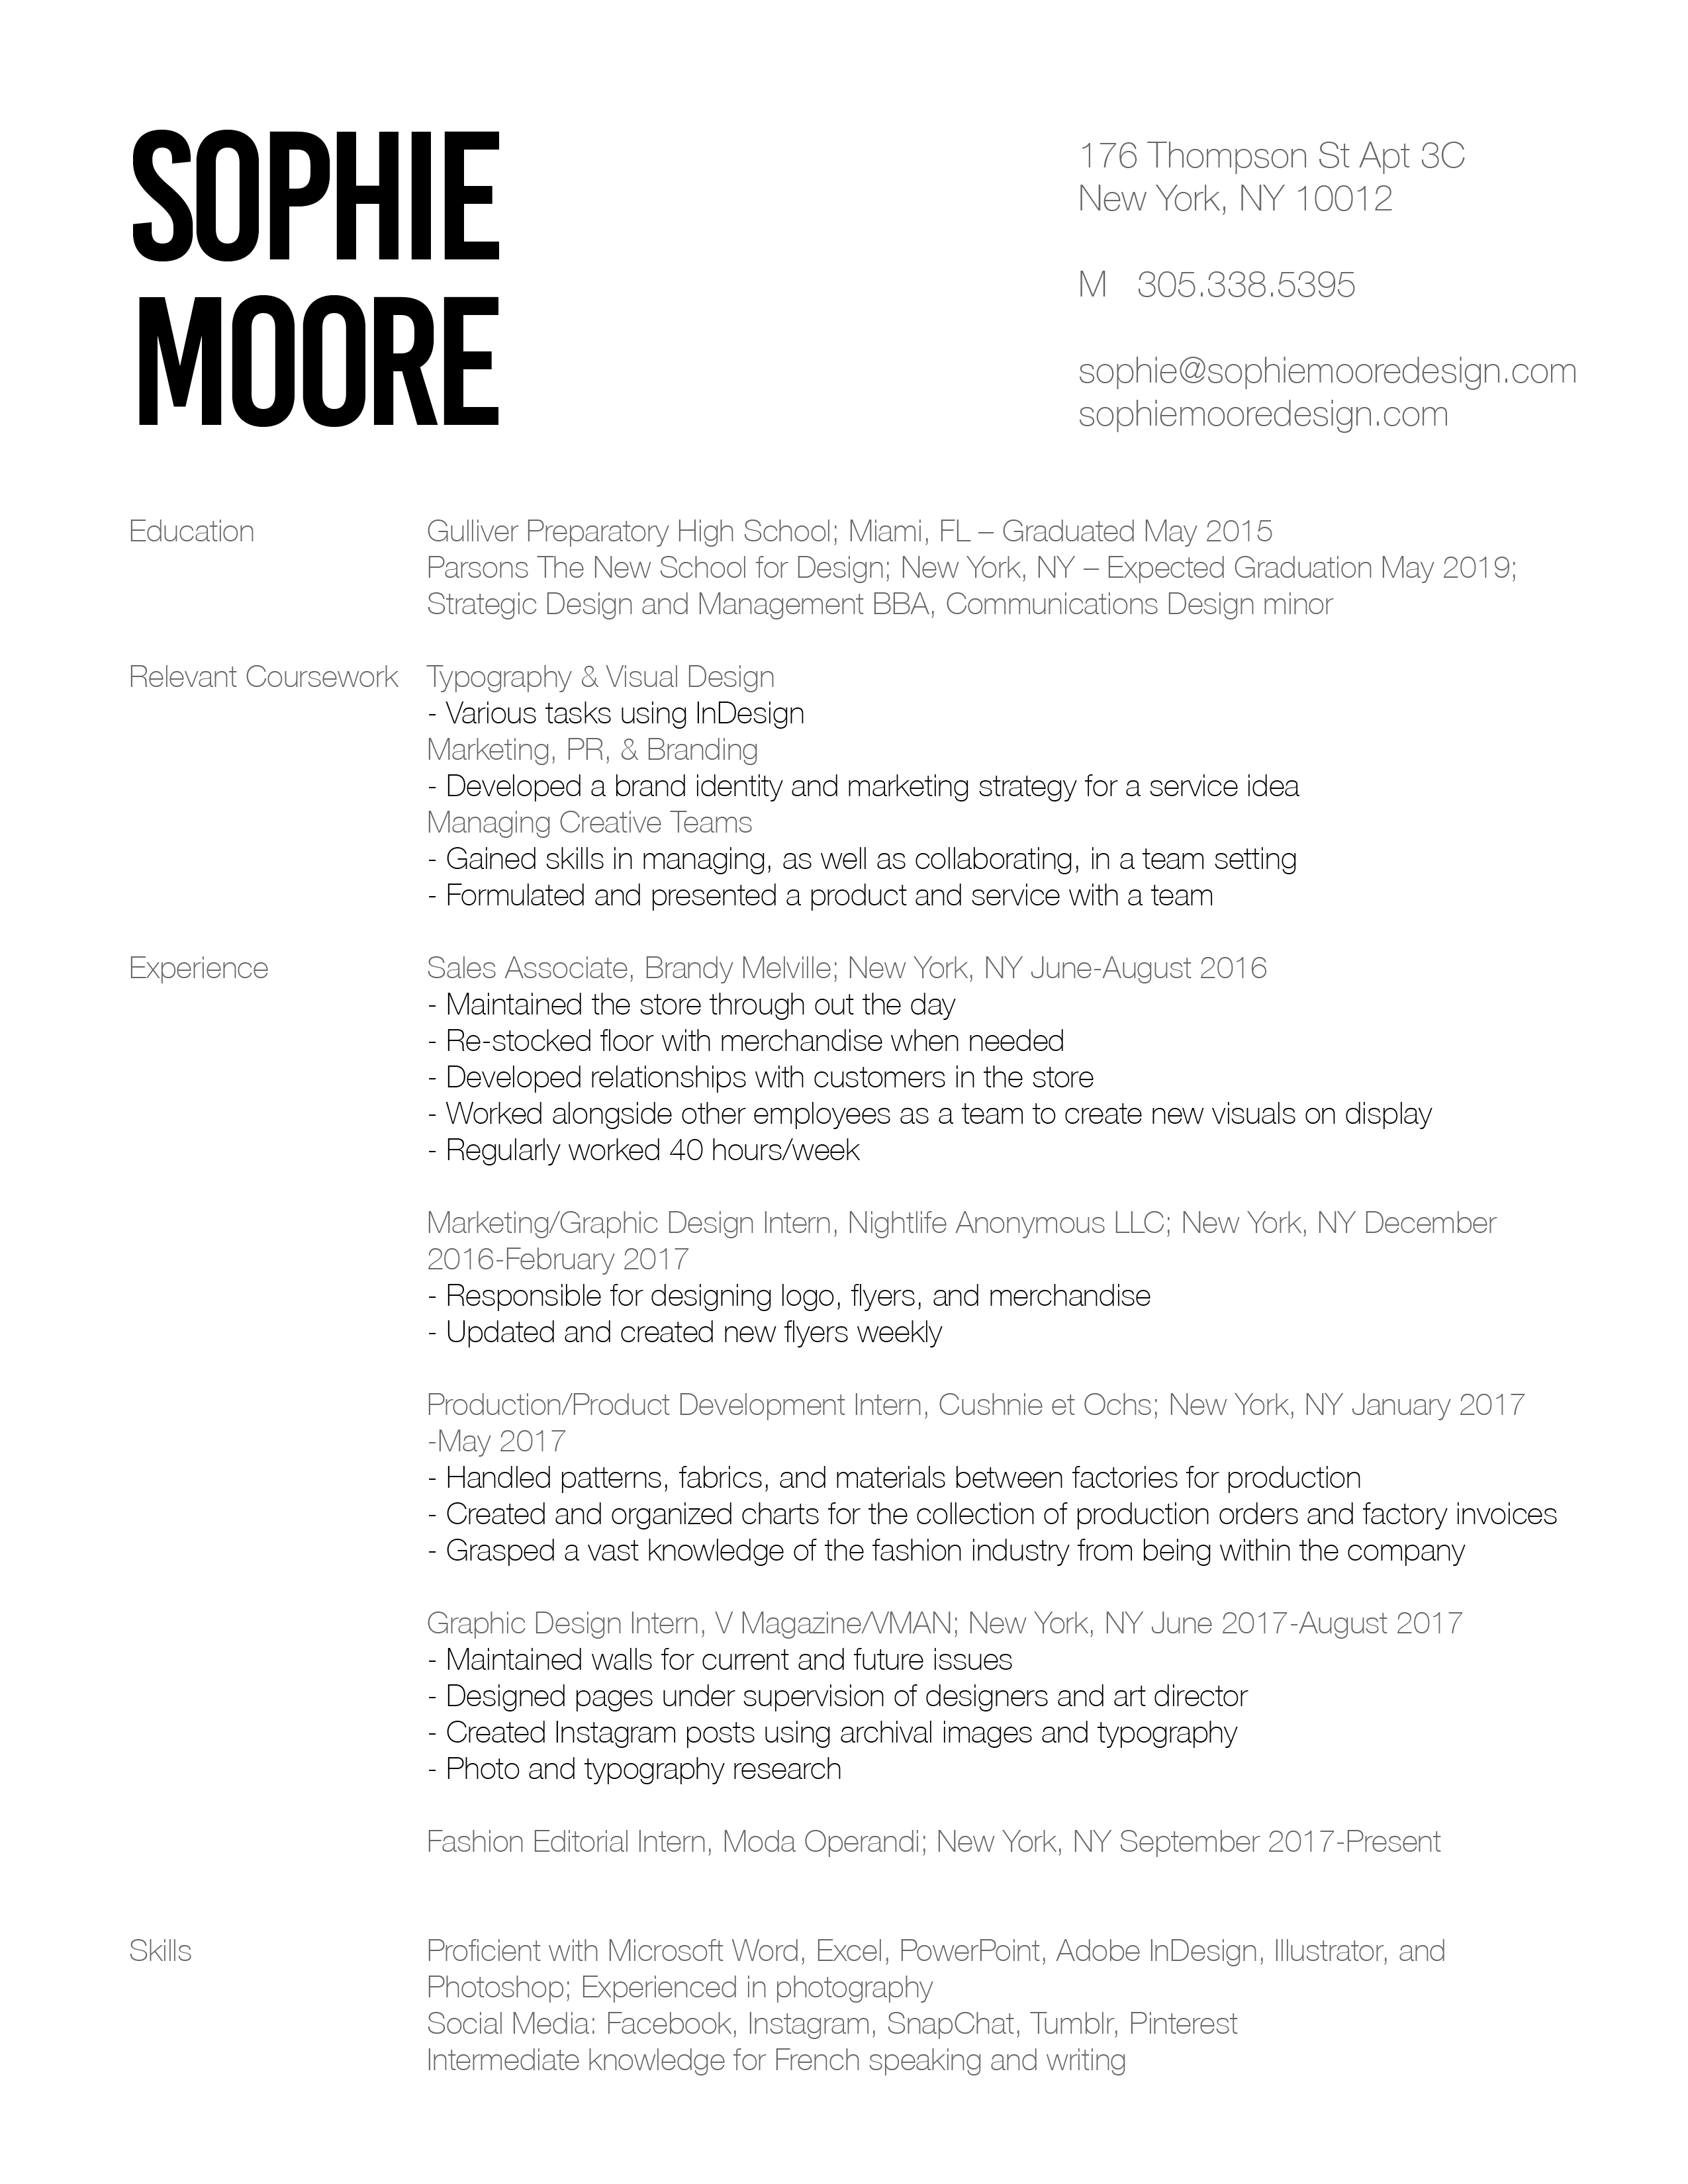 SOPHIE
MOORE
176 Thompson St Apt 3C
New York, NY 10012
M 305.338.5395
sophie@sophiemooredesign.com
sophiemooredesign.com
Education
Gulliver Preparatory High School; Miami, FL – Graduated May 2015
Parsons The New School for Design; New York, NY – Expected Graduation May 2019;
Strategic Design and Management BBA, Communications Design minor
Relevant Coursework
Typography & Visual Design
- Various tasks using InDesign
Marketing, PR, & Branding
- Developed a brand identity and marketing strategy for a service idea
Managing Creative Teams
- Gained skills in managing, as well as collaborating, in a team setting
- Formulated and presented a product and service with a team
Experience
Sales Associate, Brandy Melville; New York, NY June-August 2016
- Maintained the store through out the day
- Re-stocked floor with merchandise when needed
- Developed relationships with customers in the store
- Worked alongside other employees as a team to create new visuals on display
- Regularly worked 40 hours/week
Marketing/Graphic Design Intern, Nightlife Anonymous LLC; New York, NY December
2016-February 2017
- Responsible for designing logo, flyers, and merchandise
- Updated and created new flyers weekly
Production/Product Development Intern, Cushnie et Ochs; New York, NY January 2017
-May 2017
- Handled patterns, fabrics, and materials between factories for production
- Created and organized charts for the collection of production orders and factory invoices
- Grasped a vast knowledge of the fashion industry from being within the company
Graphic Design Intern, V Magazine/VMAN; New York, NY June 2017-August 2017
- Maintained walls for current and future issues
- Designed pages under supervision of designers and art director
- Created Instagram posts using archival images and typography
- Photo and typography research
Fashion Editorial Intern, Moda Operandi; New York, NY September 2017-Present
Skills
Proficient with Microsoft Word, Excel, PowerPoint, Adobe InDesign, Illustrator, and
Photoshop; Experienced in photography
Social Media: Facebook, Instagram, SnapChat, Tumblr, Pinterest
Intermediate knowledge for French speaking and writing